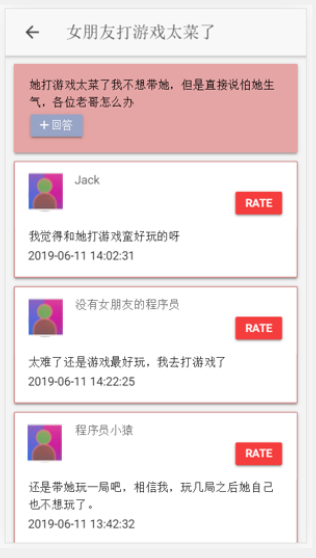 女朋友打游戏太菜了
她打游戏太菜了我不想带她，但是直接说怕她生
气，各位老哥怎么办
+ 回答
Jack
RATE
我觉得和她打游戏蛮好玩的呀
2019-06-11 14:02:31
没有女朋友的程序员
RATE
太难了还是游戏最好玩，我去打游戏了
2019-06-11 14:22:25
程序员小猿
RATE
还是带她玩一局吧，相信我，玩几局之后她自己
也不想玩了。
2019-06-11 13:42:32